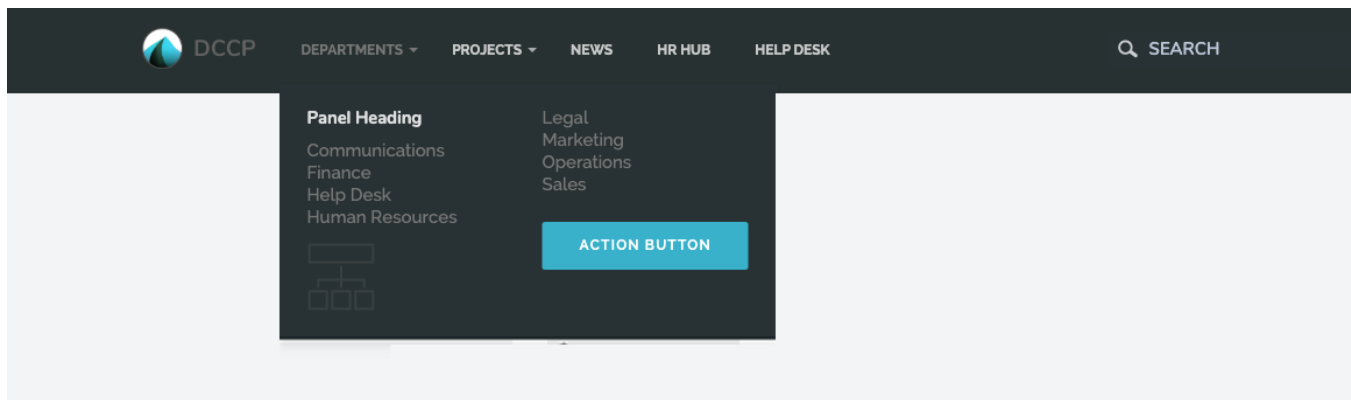 DCCP
DEPARTMENTS
PROJECTS
NEWS
HR HUB
HELP DESK
SEARCH
Panel Heading
Communications
Finance
Help Desk
Human Resources
Legal
Marketing
Operations
Sales
ACTION BUTTON